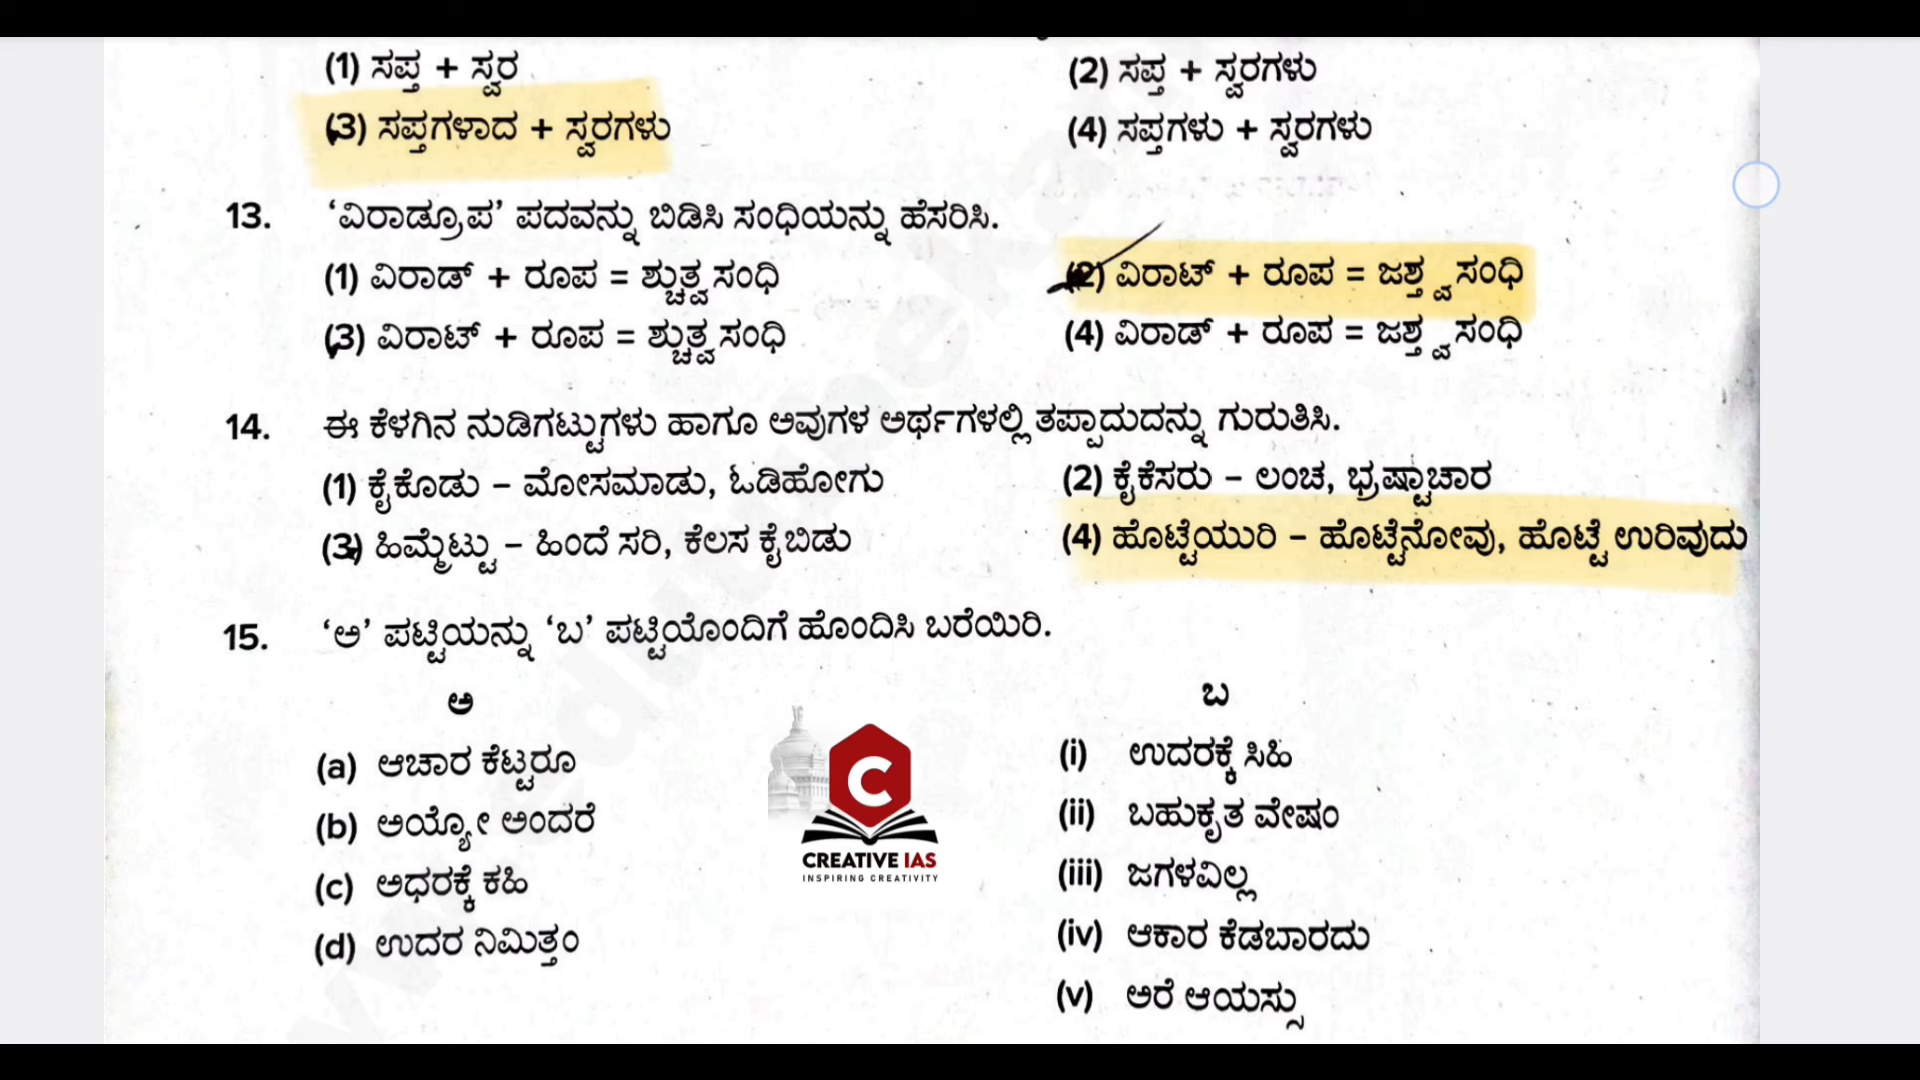 (1) ಸಪ್ತ + ಸ್ವರ (2) ಸಪ್ತ + ಸ್ವರಗಳು
(3) ಸಪ್ತಗಳಾದ + ಸ್ವರಗಳು (4) ಸಪ್ತಗಳು + ಸ್ವರಗಳು
13. ‘ವಿರಾಡ್ರೂಪ’ ಪದವನ್ನು ಬಿಡಿಸಿ ಸಂಧಿಯನ್ನು ಹೆಸರಿಸಿ.
(1) ವಿರಾಡ್ + ರೂಪ = ಶ್ಚುತ್ವ ಸಂಧಿ (2) ವಿರಾಟ್ + ರೂಪ = ಜಶ್ತ್ವ ಸಂಧಿ
(3) ವಿರಾಟ್ + ರೂಪ = ಶ್ಚುತ್ವ ಸಂಧಿ (4) ವಿರಾಡ್ + ರೂಪ = ಜಶ್ತ್ವ ಸಂಧಿ
14. ಈ ಕೆಳಗಿನ ನುಡಿಗಟ್ಟುಗಳು ಹಾಗೂ ಅವುಗಳ ಅರ್ಥಗಳಲ್ಲಿ ತಪ್ಪಾದುದನ್ನು ಗುರುತಿಸಿ.
(1) ಕೈಕೊಡು – ಮೋಸಮಾಡು, ಓಡಿಹೋಗು (2) ಕೈಕೆಸರು – ಲಂಚ, ಭ್ರಷ್ಟಾಚಾರ
(3) ಹಿಮ್ಮೆಟ್ಟು – ಹಿಂದೆ ಸರಿ, ಕೆಲಸ ಕೈಬಿಡು (4) ಹೊಟ್ಟೆಯುರಿ – ಹೊಟ್ಟೆನೋವು, ಹೊಟ್ಟೆ ಉರಿವುದು
15. ‘ಅ’ ಪಟ್ಟಿಯನ್ನು ‘ಬ’ ಪಟ್ಟಿಯೊಂದಿಗೆ ಹೊಂದಿಸಿ ಬರೆಯಿರಿ.
ಅ ಬ
(a) ಆಚಾರ ಕೆಟ್ಟರೂ (i) ಉದರಕ್ಕೆ ಸಿಹಿ
(b) ಅಯ್ಯೋ ಅಂದರೆ (ii) ಬಹುಕೃತ ವೇಷಂ
(c) ಅಧರಕ್ಕೆ ಕಹಿ (iii) ಜಗಳವಿಲ್ಲ
(d) ಉದರ ನಿಮಿತ್ತಂ (iv) ಆಕಾರ ಕೆಡಬಾರದು
(v) ಅರೆ ಆಯಸ್ಸು
C
CREATIVE IAS
INSPIRING CREATIVITY